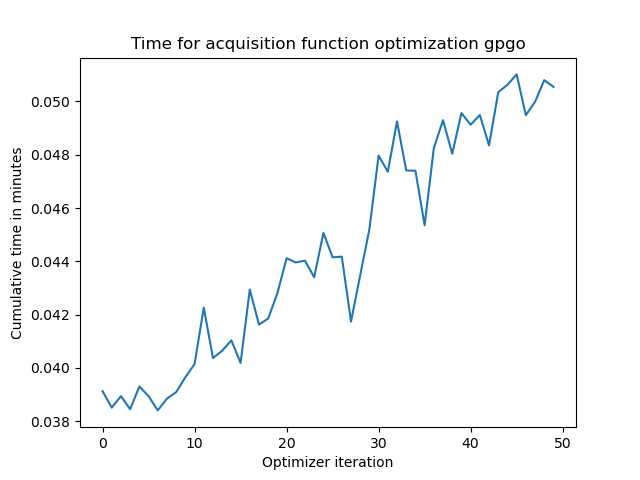 Time for acquisition function optimization gpgo
Cumulative time in minutes
0.050
0.048
0.046
0.044
0.042
0.040
0.038
0 10 20 30 40 50
Optimizer iteration